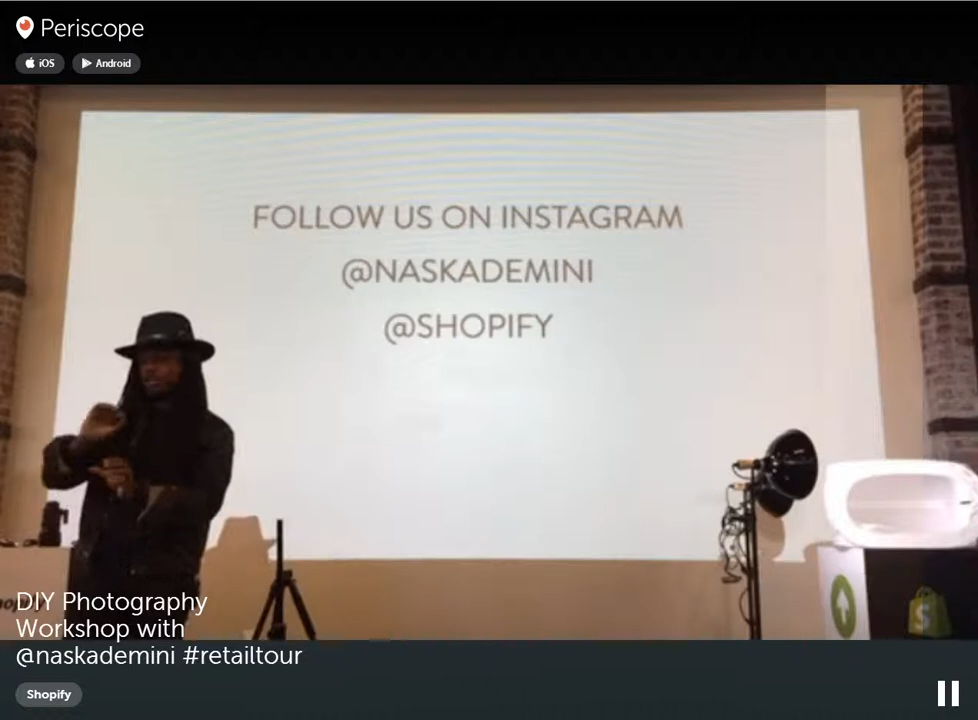 Periscope
iOS
Android
FOLLOW US ON INSTAGRAM
@NASKADEMINI
@SHOPIFY
DIY Photography
Workshop with
@naskademini #retailtour
Shopify